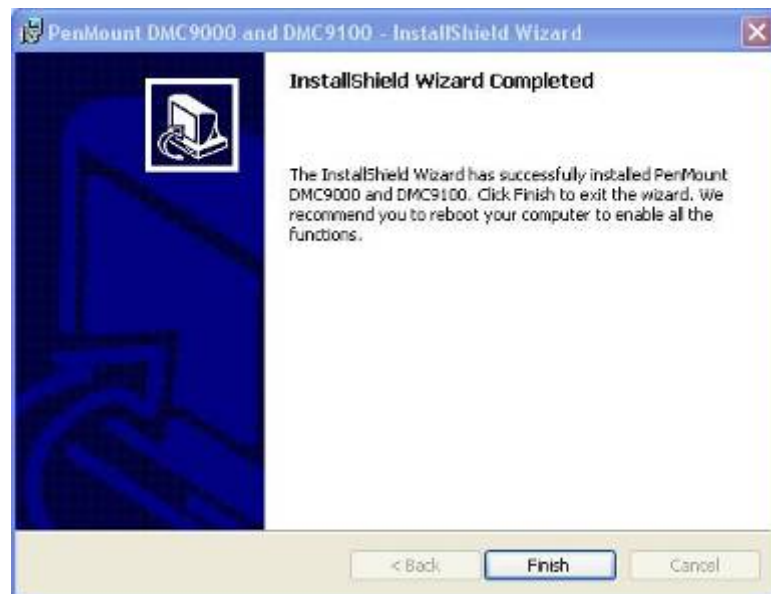 PenMount DMC9000 and DMC9100 - InstallShield Wizard
InstallShield Wizard Completed
The InstallShield Wizard has successfully installed PenMount
DMC9000 and DMC9100. Click Finish to exit the wizard. We
recommend you to reboot your computer to enable all the
functions.
< Back
Finish
Cancel